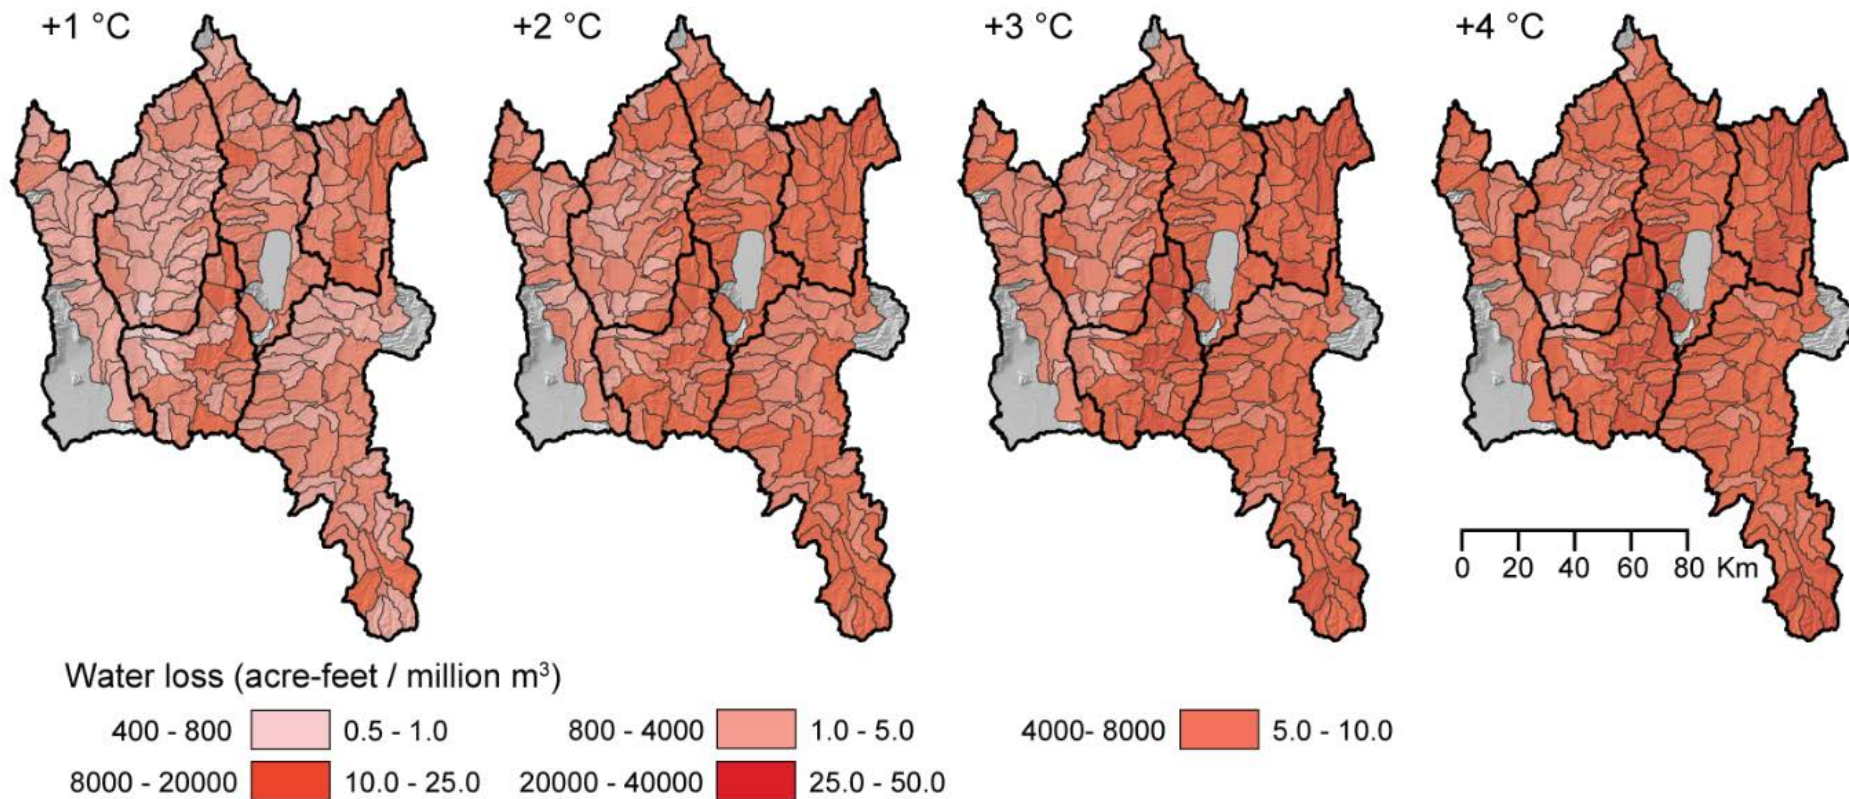 +1 °C
+2 °C
+3 °C
+4 °C
0 20 40 60 80 Km
Water loss (acre-feet / million m³)
400 - 800 0.5 - 1.0 800 - 4000 1.0 - 5.0 4000- 8000 5.0 - 10.0
8000 - 20000 10.0 - 25.0 20000 - 40000 25.0 - 50.0